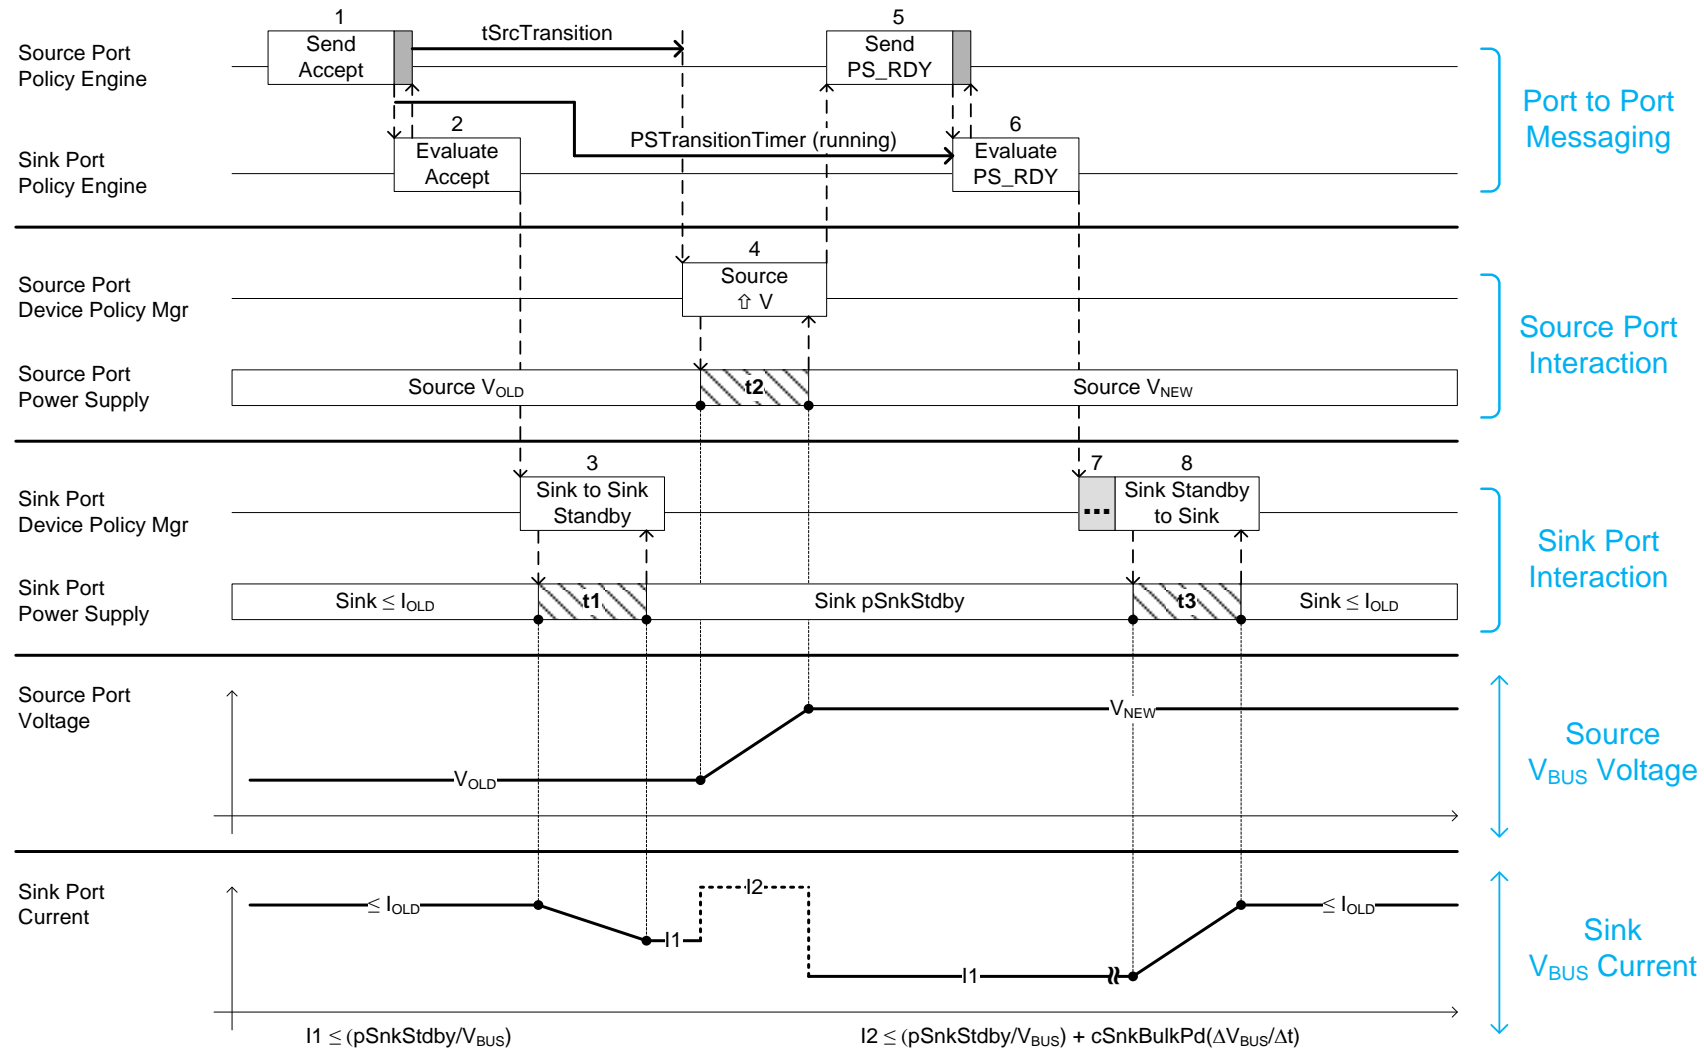 1
5
Source Port
Policy Engine
Send
Accept
tSrcTransition
Send
PS_RDY
Port to Port
Messaging
2
6
Sink Port
Policy Engine
Evaluate
Accept
PSTransitionTimer (running)
Evaluate
PS_RDY
4
Source Port
Device Policy Mgr
Source
⇧ V
Source Port
Interaction
Source Port
Power Supply
Source VOLD
t2
Source VNEW
3
7
8
Sink Port
Device Policy Mgr
Sink to Sink
Standby
...
Sink Standby
to Sink
Sink Port
Interaction
Sink Port
Power Supply
Sink ≤ IOLD
t1
Sink pSnkStdby
t3
Sink ≤ IOLD
Source Port
Voltage
VNEW
VOLD
Source
VBUS Voltage
Sink Port
Current
≤ IOLD
I1
I2
I1
≤ IOLD
Sink
VBUS Current
I1 ≤ (pSnkStdby/VBUS)
I2 ≤ (pSnkStdby/VBUS) + cSnkBulkPd(ΔVBUS/Δt)